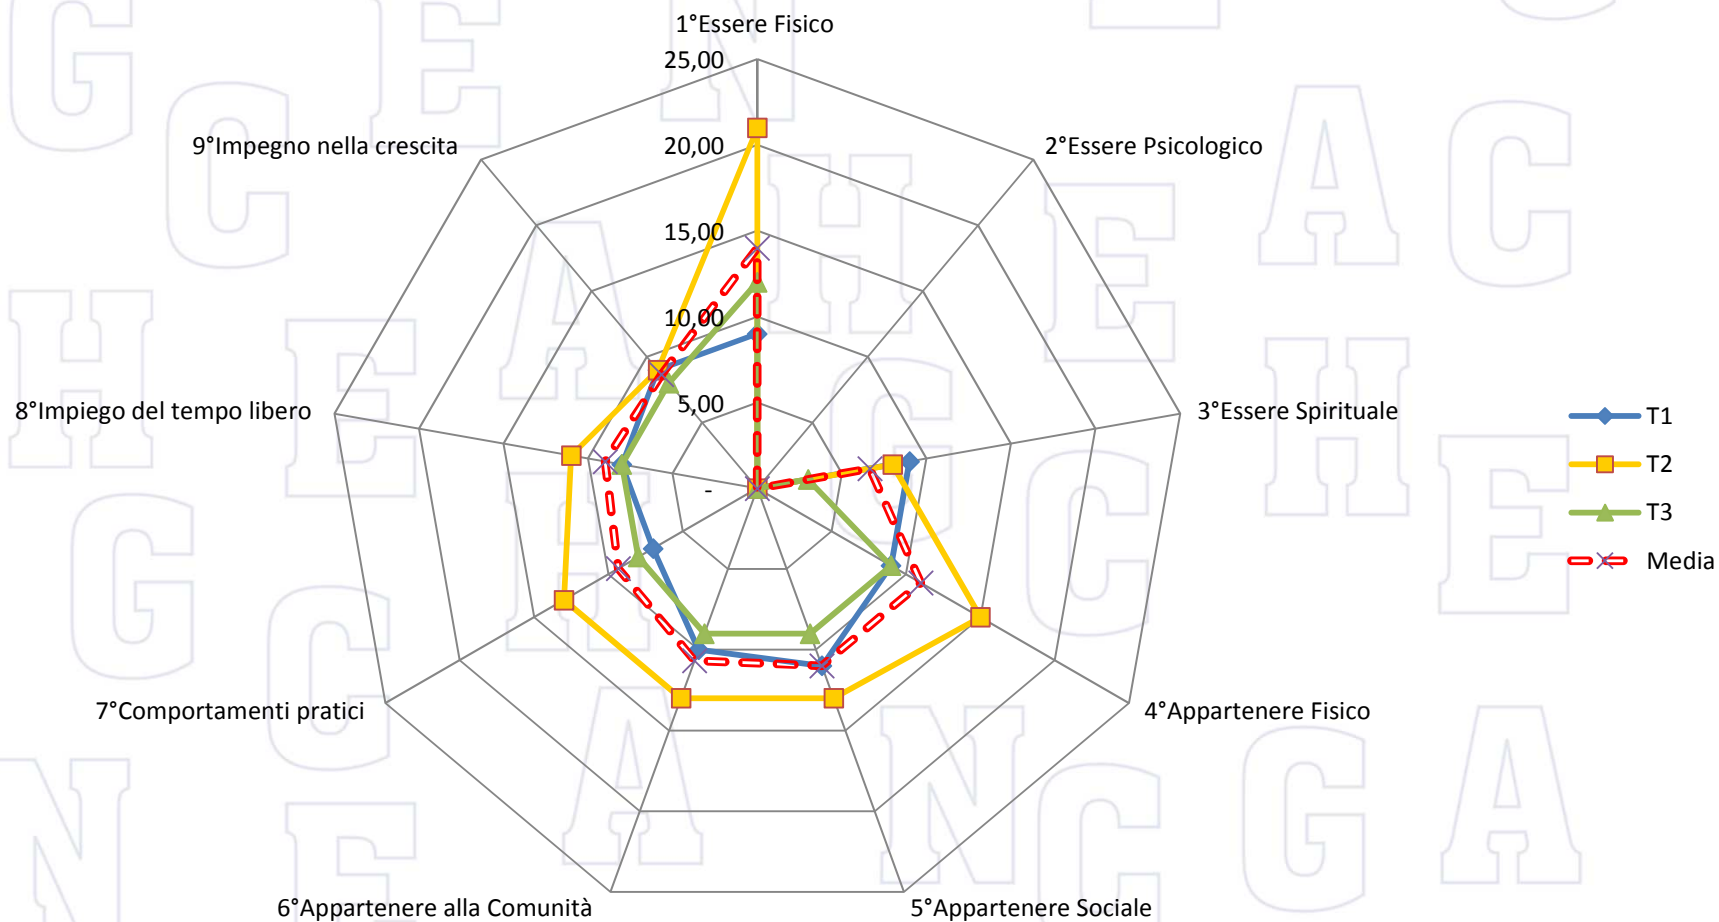 1°Essere Fisico
25,00
20,00
15,00
10,00
5,00
-
2°Essere Psicologico
3°Essere Spirituale
4°Appartenere Fisico
5°Appartenere Sociale
6°Appartenere alla Comunità
7°Comportamenti pratici
8°Impiego del tempo libero
9°Impegno nella crescita
T1
T2
T3
Media